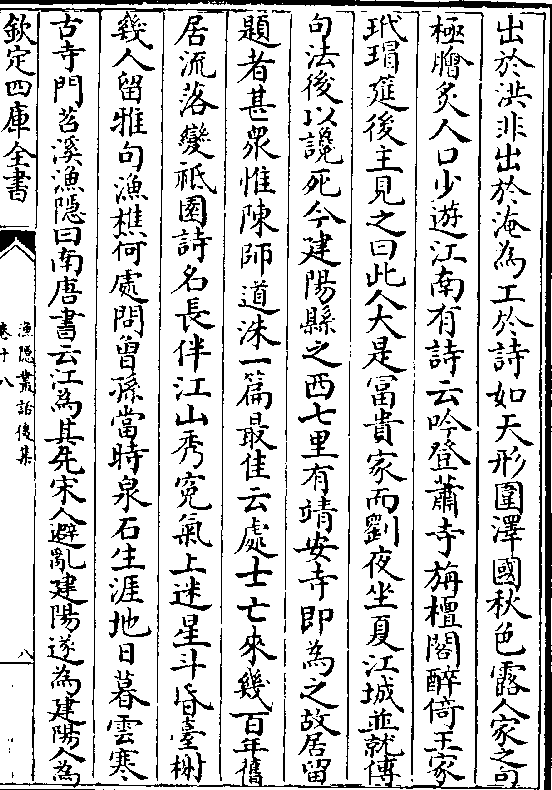 出於洪非出於淹為工於詩如天形圍澤國秋色露人家之句
極膾炙人口少遊江南有詩云吟登蕭寺旃檀閣醉倚王家
玳瑁筵後主見之曰此人大是富貴家而劉夜坐夏江城並就傳
句法後以讒死今建陽縣之西七里有靖安寺即為之故居留
題者甚衆惟陳師道洙一篇最佳云處士亡來幾百年舊
居流落變祗園詩名長伴江山秀寃氣上迷星斗昏臺榭
幾人留雅句漁樵何處問曾孫當時泉石生涯地日暮雲寒
古寺門苕溪漁隱曰南唐書云江為其先宋人避亂建陽遂為建陽人為
欽定四庫全書
漁隱叢話後集
卷十八
八